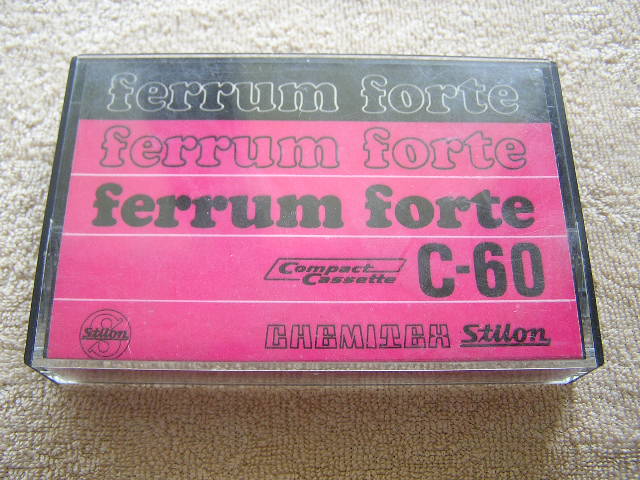 ferrum forte
ferrum forte
ferrum forte
Compact
Cassette
C-60
Stilon
CHEMITEX Stilon